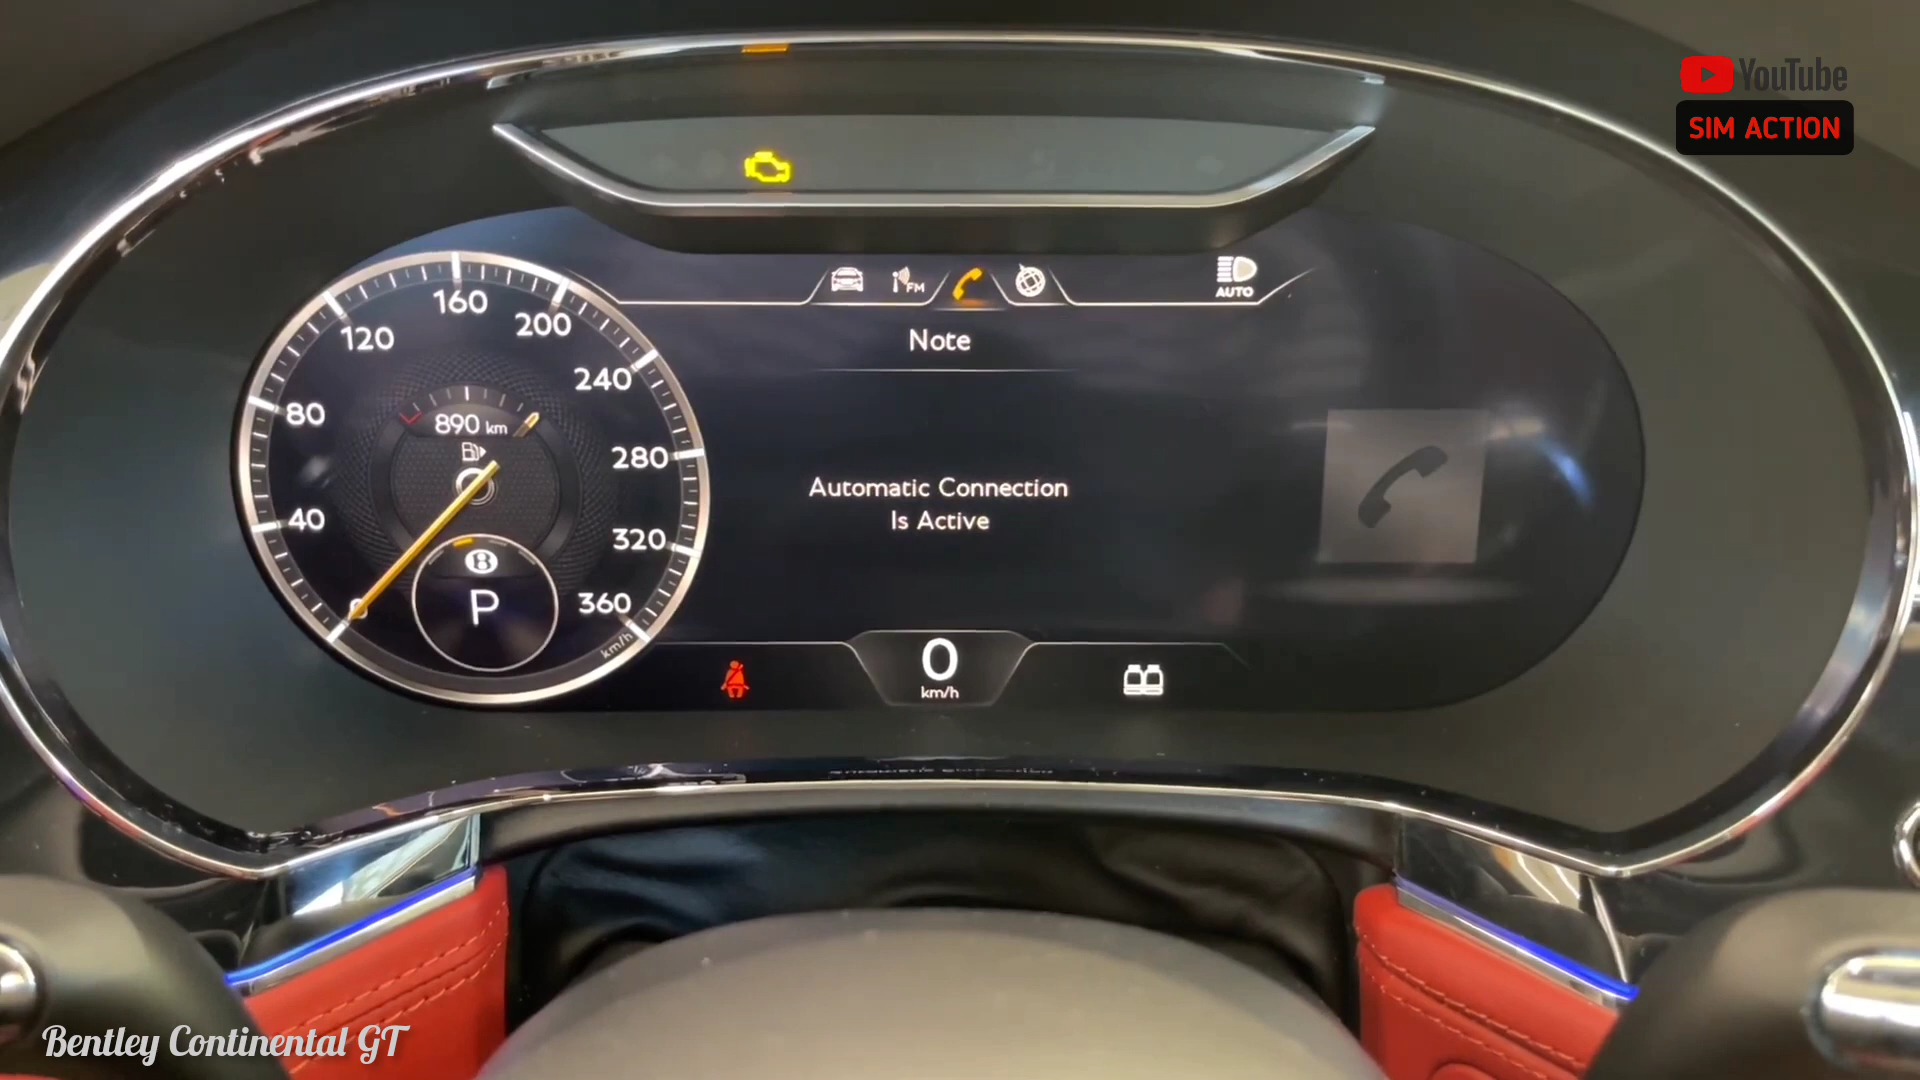 YouTube
SIM ACTION
FM
AUTO
Note
160
200
120
240
80
890 km
280
Automatic Connection
Is Active
40
320
B
P
360
0
km/h
0
km/h
Bentley Continental GT